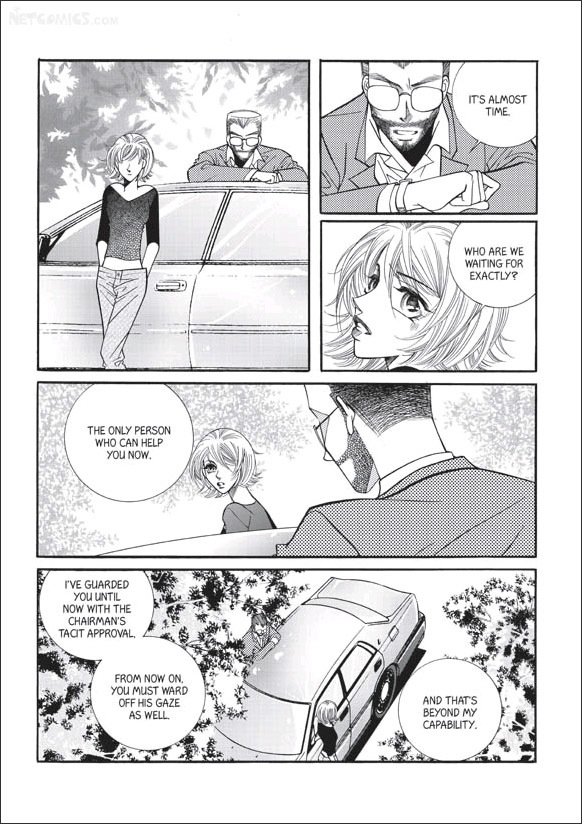 NETCOMICS.COM
IT'S ALMOST
TIME.
WHO ARE WE
WAITING FOR
EXACTLY?
THE ONLY PERSON
WHO CAN HELP
YOU NOW.
I'VE GUARDED
YOU UNTIL
NOW WITH THE
CHAIRMAN'S
TACIT APPROVAL.
FROM NOW ON,
YOU MUST WARD
OFF HIS GAZE
AS WELL.
AND THAT'S
BEYOND MY
CAPABILITY.